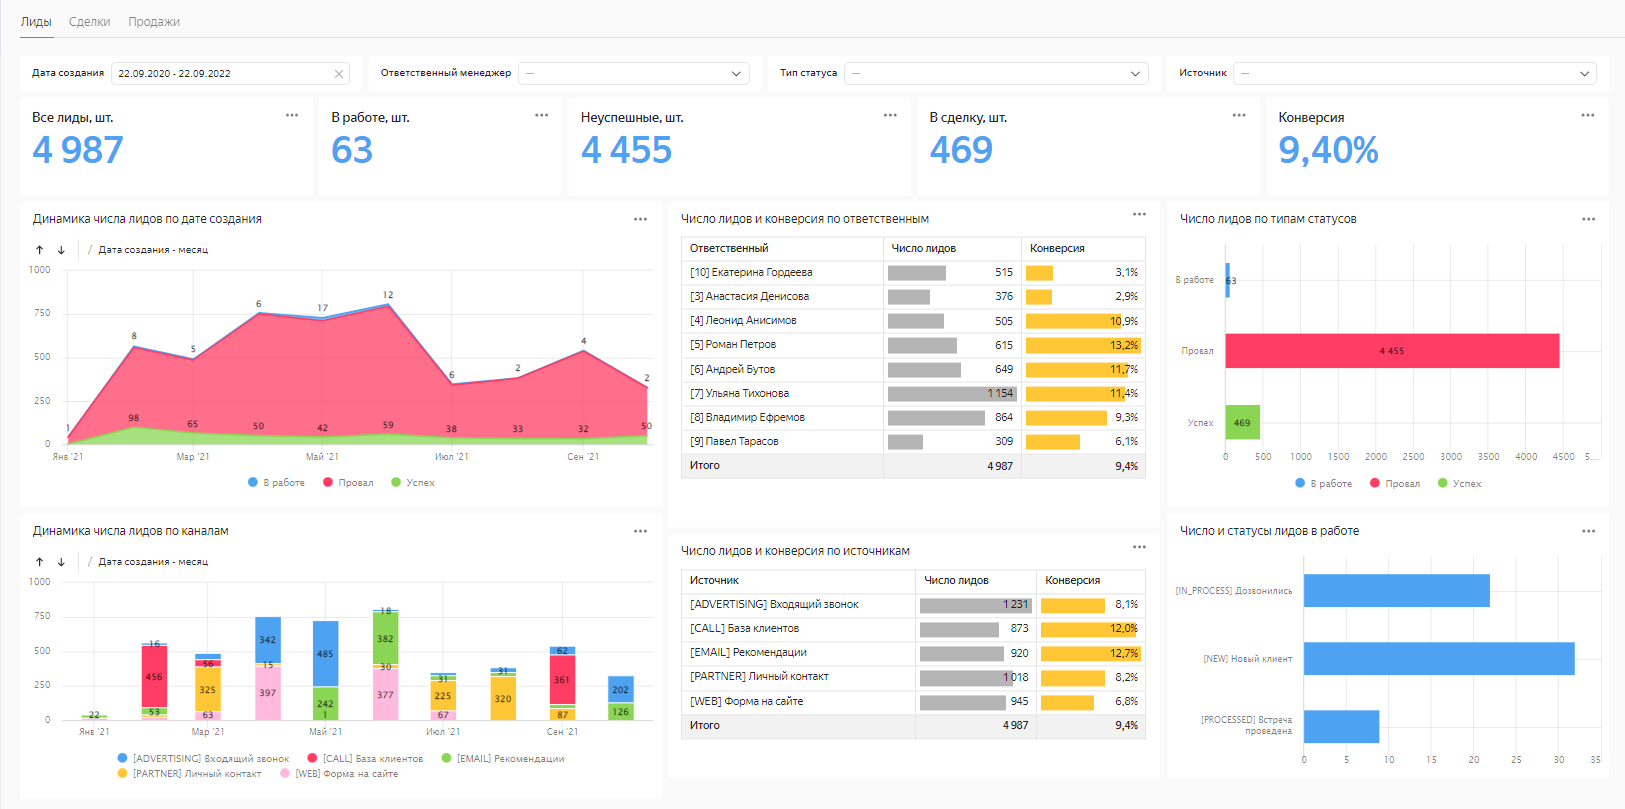 Лиды Сделки Продажи
Дата создания 22.09.2020 - 22.09.2022 Ответственный менеджер — Тип статуса — Источник —
Все лиды, шт. В работе, шт. Неуспешные, шт. В сделку, шт. Конверсия
4 987 63 4 455 469 9,40%
Динамика числа лидов по дате создания
/ Дата создания - месяц
1000
750
500
250
0
8 5 6 17 12 6 2 4 2
1 98 65 50 42 59 38 33 32 50
Янв '21 Мар '21 Май '21 Июл '21 Сен '21
В работе Провал Успех
Число лидов и конверсия по ответственным
Ответственный Число лидов Конверсия
[10] Екатерина Гордеева 515 3,1%
[3] Анастасия Денисова 376 2,9%
[4] Леонид Анисимов 505 10,9%
[5] Роман Петров 615 13,2%
[6] Андрей Бутов 649 11,7%
[7] Ульяна Тихонова 1 154 11,4%
[8] Владимир Ефремов 864 9,3%
[9] Павел Тарасов 309 6,1%
Итого 4 987 9,4%
Число лидов по типам статусов
В работе 63
Провал 4 455
Успех 469
0 500 1000 1500 2000 2500 3000 3500 4000 4500 5...
В работе Провал Успех
Динамика числа лидов по каналам
/ Дата создания - месяц
1000
750
500
250
0
22
16 456 53
56 325 63
342 15 397
485 242 1
18 382 30 377
31 225 67
31 320
62 361 87
202 126
Янв '21 Мар '21 Май '21 Июл '21 Сен '21
[ADVERTISING] Входящий звонок [CALL] База клиентов [EMAIL] Рекомендации
[PARTNER] Личный контакт [WEB] Форма на сайте
Число лидов и конверсия по источникам
Источник Число лидов Конверсия
[ADVERTISING] Входящий звонок 1 231 8,1%
[CALL] База клиентов 873 12,0%
[EMAIL] Рекомендации 920 12,7%
[PARTNER] Личный контакт 1 018 8,2%
[WEB] Форма на сайте 945 6,8%
Итого 4 987 9,4%
Число и статусы лидов в работе
[IN_PROCESS] Дозвонились
[NEW] Новый клиент
[PROCESSED] Встреча
проведена
0 5 10 15 20 25 30 35